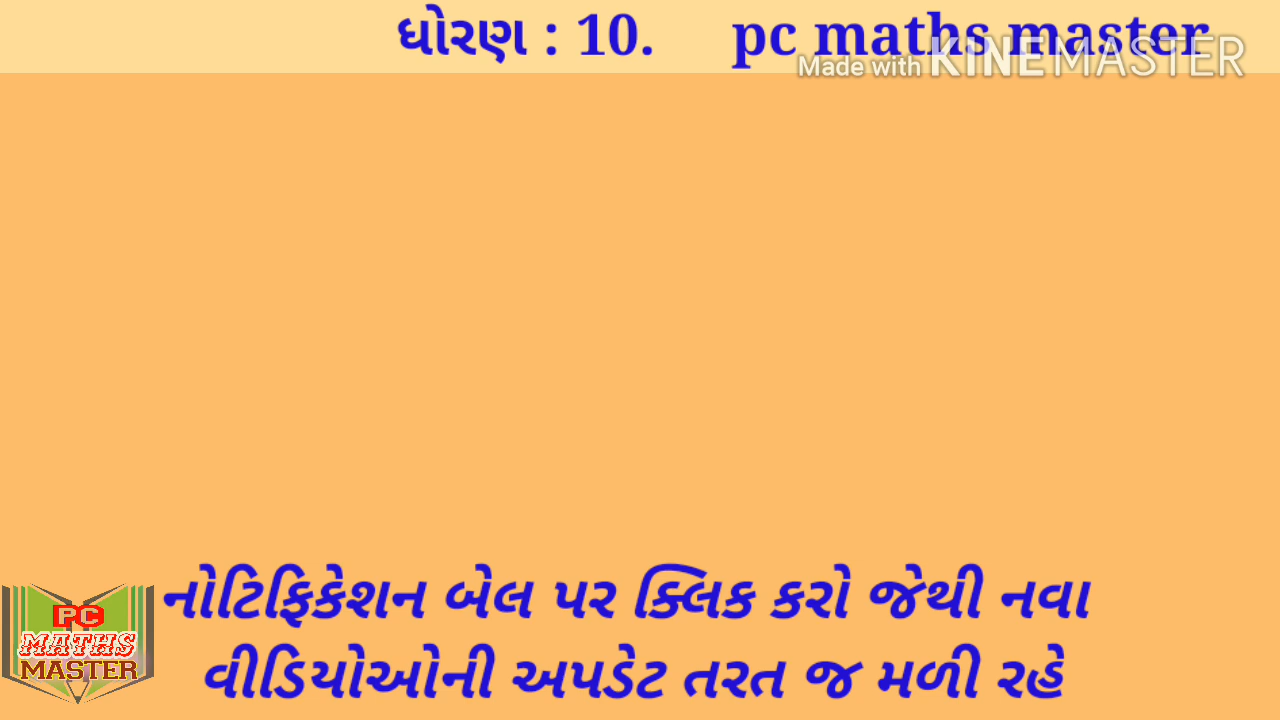 ધોરણ : 10. pc maths master
Made with KINEMASTER
નોટિફિકેશન બેલ પર ક્લિક કરો જેથી નવા
વીડિયોઓની અપડેટ તરત જ મળી રહે
PC
MATHS
MASTER